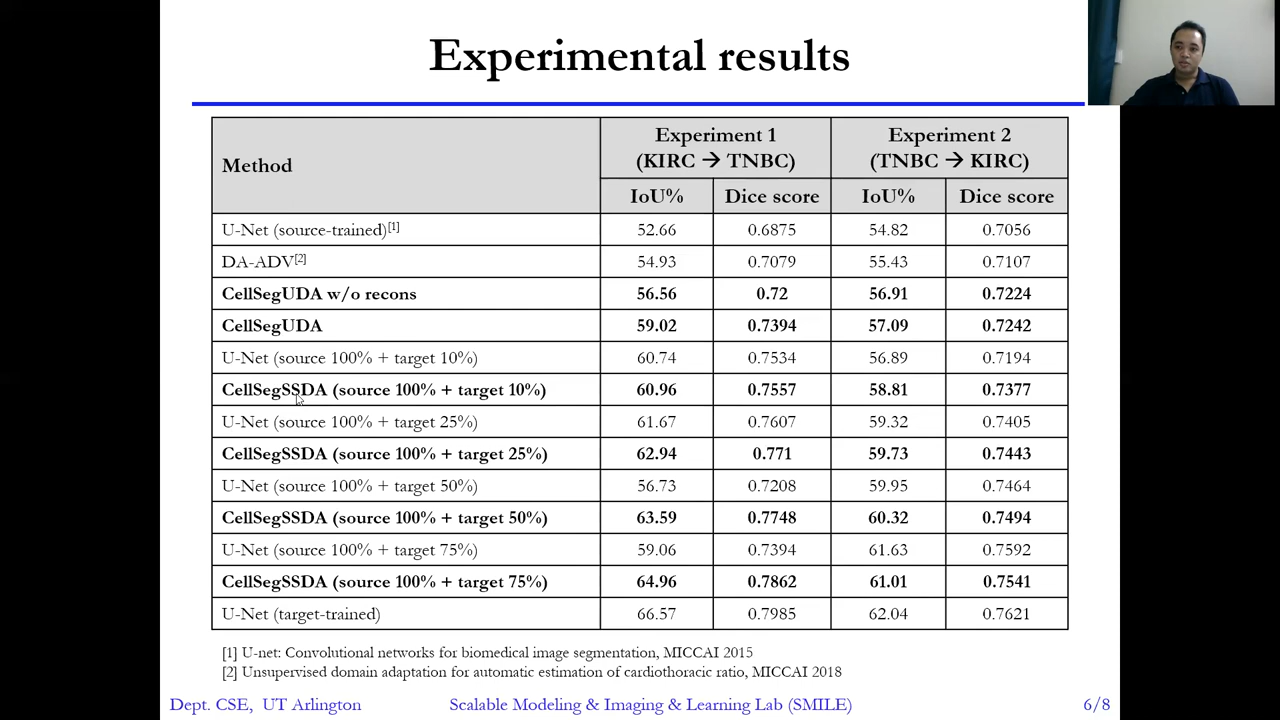 Experimental results
Method
Experiment 1
(KIRC → TNBC)
Experiment 2
(TNBC → KIRC)
IoU% Dice score IoU% Dice score
U-Net (source-trained)[1] 52.66 0.6875 54.82 0.7056
DA-ADV[2] 54.93 0.7079 55.43 0.7107
CellSegUDA w/o recons 56.56 0.72 56.91 0.7224
CellSegUDA 59.02 0.7394 57.09 0.7242
U-Net (source 100% + target 10%) 60.74 0.7534 56.89 0.7194
CellSegSSDA (source 100% + target 10%) 60.96 0.7557 58.81 0.7377
U-Net (source 100% + target 25%) 61.67 0.7607 59.32 0.7405
CellSegSSDA (source 100% + target 25%) 62.94 0.771 59.73 0.7443
U-Net (source 100% + target 50%) 56.73 0.7208 59.95 0.7464
CellSegSSDA (source 100% + target 50%) 63.59 0.7748 60.32 0.7494
U-Net (source 100% + target 75%) 59.06 0.7394 61.63 0.7592
CellSegSSDA (source 100% + target 75%) 64.96 0.7862 61.01 0.7541
U-Net (target-trained) 66.57 0.7985 62.04 0.7621
[1] U-net: Convolutional networks for biomedical image segmentation, MICCAI 2015
[2] Unsupervised domain adaptation for automatic estimation of cardiothoracic ratio, MICCAI 2018
Dept. CSE, UT Arlington Scalable Modeling & Imaging & Learning Lab (SMILE) 6/8